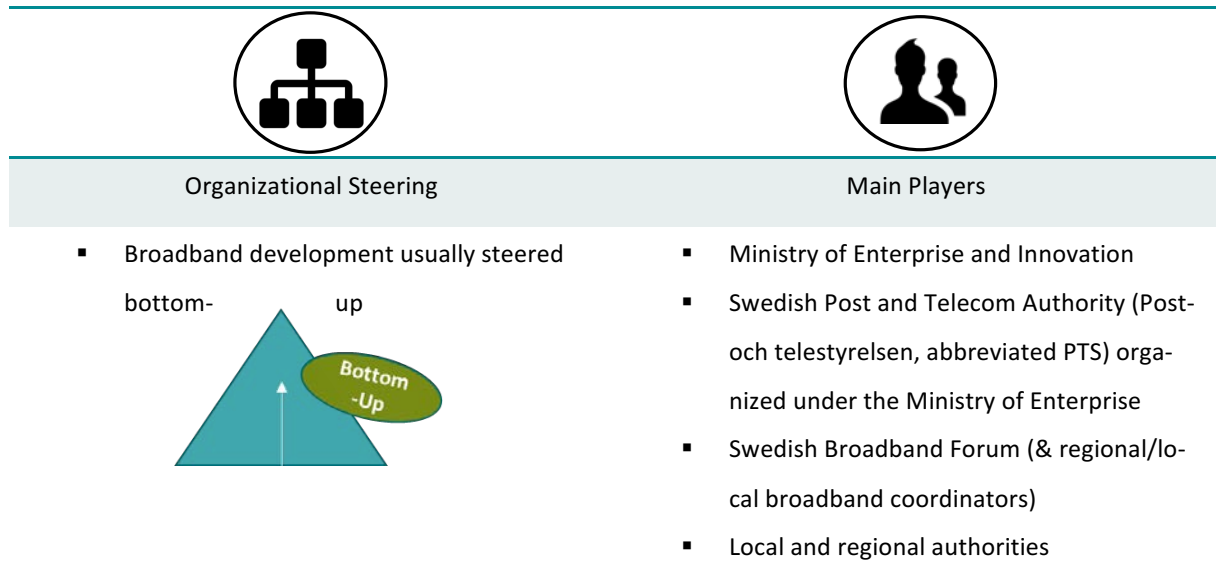 Organizational Steering
Main Players
▪ Broadband development usually steered
bottom- up
Bottom
-Up
▪ Ministry of Enterprise and Innovation
▪ Swedish Post and Telecom Authority (Post-
och telestyrelsen, abbreviated PTS) orga-
nized under the Ministry of Enterprise
▪ Swedish Broadband Forum (& regional/lo-
cal broadband coordinators)
▪ Local and regional authorities